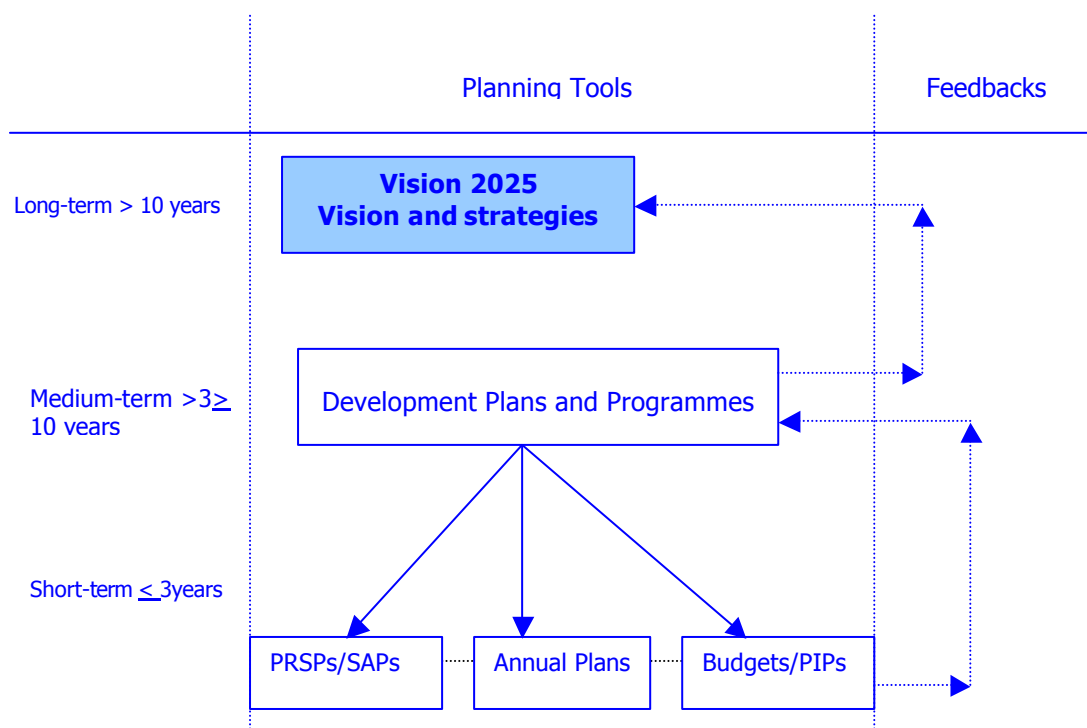 Planning Tools
Feedbacks
Long-term > 10 years
Vision 2025
Vision and strategies
Medium-term >3≥
10 years
Development Plans and Programmes
Short-term ≤ 3years
PRSPs/SAPs
Annual Plans
Budgets/PIPs